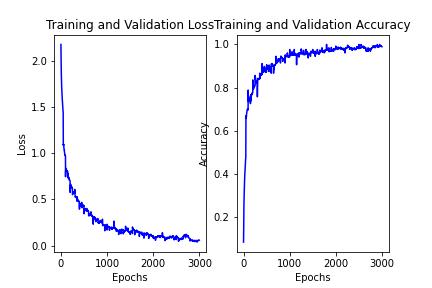 Training and Validation Loss
2.0
1.5
1.0
0.5
0.0
Loss
0 1000 2000 3000
Epochs
Training and Validation Accuracy
1.0
0.8
0.6
0.4
0.2
Accuracy
0 1000 2000 3000
Epochs